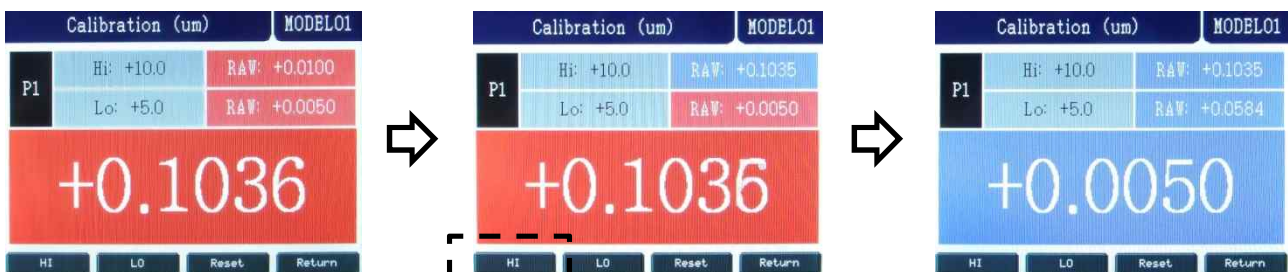 Calibration (um) MODEL01
P1 Hi: +10.0 RAW: +0.0100
Lo: +5.0 RAW: +0.0050
+0.1036
HI LO Reset Return
Calibration (um) MODEL01
P1 Hi: +10.0 RAW: +0.1035
Lo: +5.0 RAW: +0.0050
+0.1036
HI LO Reset Return
Calibration (um) MODEL01
P1 Hi: +10.0 RAW: +0.1035
Lo: +5.0 RAW: +0.0584
+0.0050
HI LO Reset Return